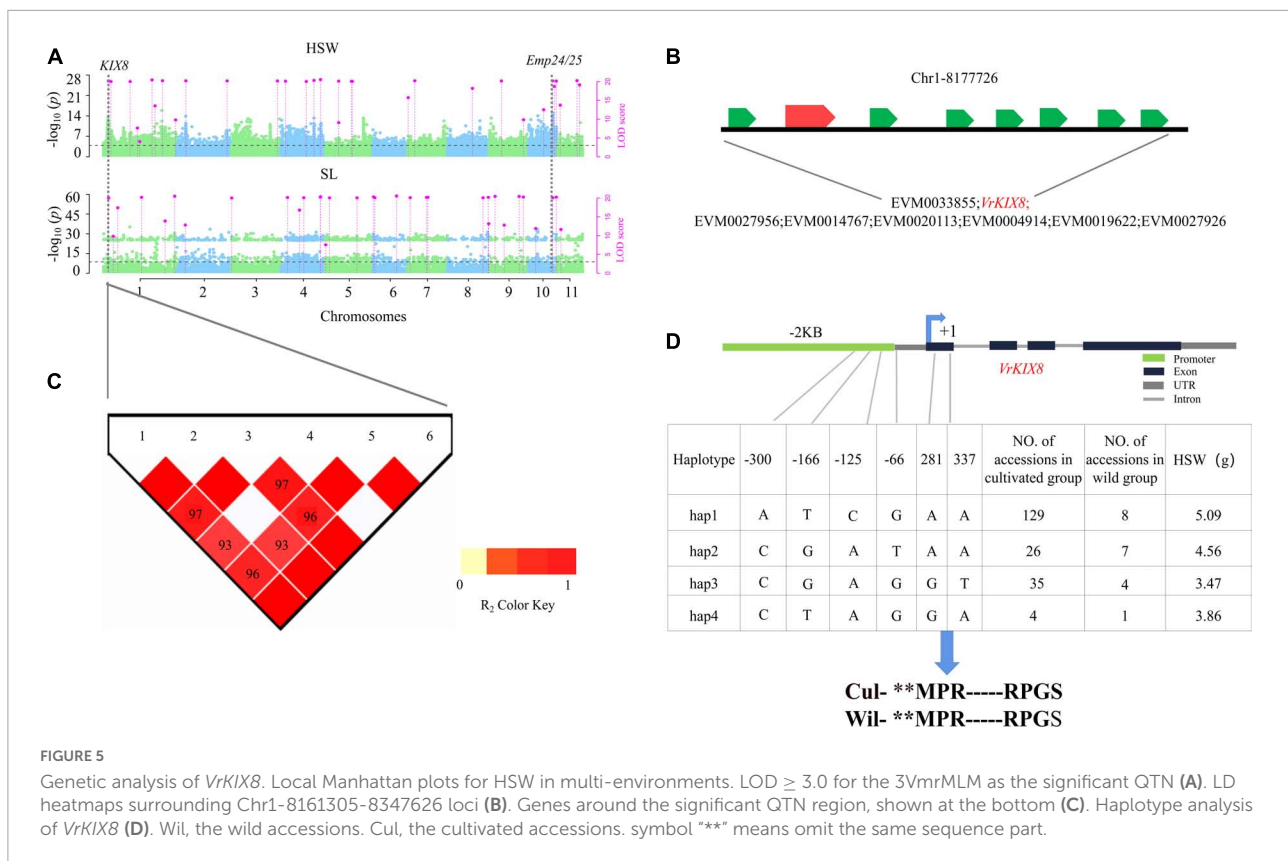 A
HSW
KIX8
Emp24/25
28
21
14
7
0
-log10 (p)
20
15
10
5
0
LOD score
SL
60
45
30
15
0
-log10 (p)
20
15
10
5
0
LOD score
1 2 3 4 5 6 7 8 9 10 11
Chromosomes
B
Chr1-8177726
EVM0033855;VrKIX8;
EVM0027956;EVM0014767;EVM0020113;EVM0004914;EVM0019622;EVM0027926
C
1 2 3 4 5 6
97
97 96
93 93
96
0 1
R2 Color Key
D
-2KB
+1
VrKIX8
Promoter
Exon
UTR
Intron
Haplotype -300 -166 -125 -66 281 337 NO. of accessions in cultivated group NO. of accessions in wild group HSW (g)
hap1 A T C G A A 129 8 5.09
hap2 C G A T A A 26 7 4.56
hap3 C G A G G T 35 4 3.47
hap4 C T A G G A 4 1 3.86
Cul- **MPR-----RPGS
Wil- **MPR-----RPGS
FIGURE 5
Genetic analysis of VrKIX8. Local Manhattan plots for HSW in multi-environments. LOD ≥ 3.0 for the 3VmrMLM as the significant QTN (A). LD
heatmaps surrounding Chr1-8161305-8347626 loci (B). Genes around the significant QTN region, shown at the bottom (C). Haplotype analysis
of VrKIX8 (D). Wil, the wild accessions. Cul, the cultivated accessions. symbol "**" means omit the same sequence part.